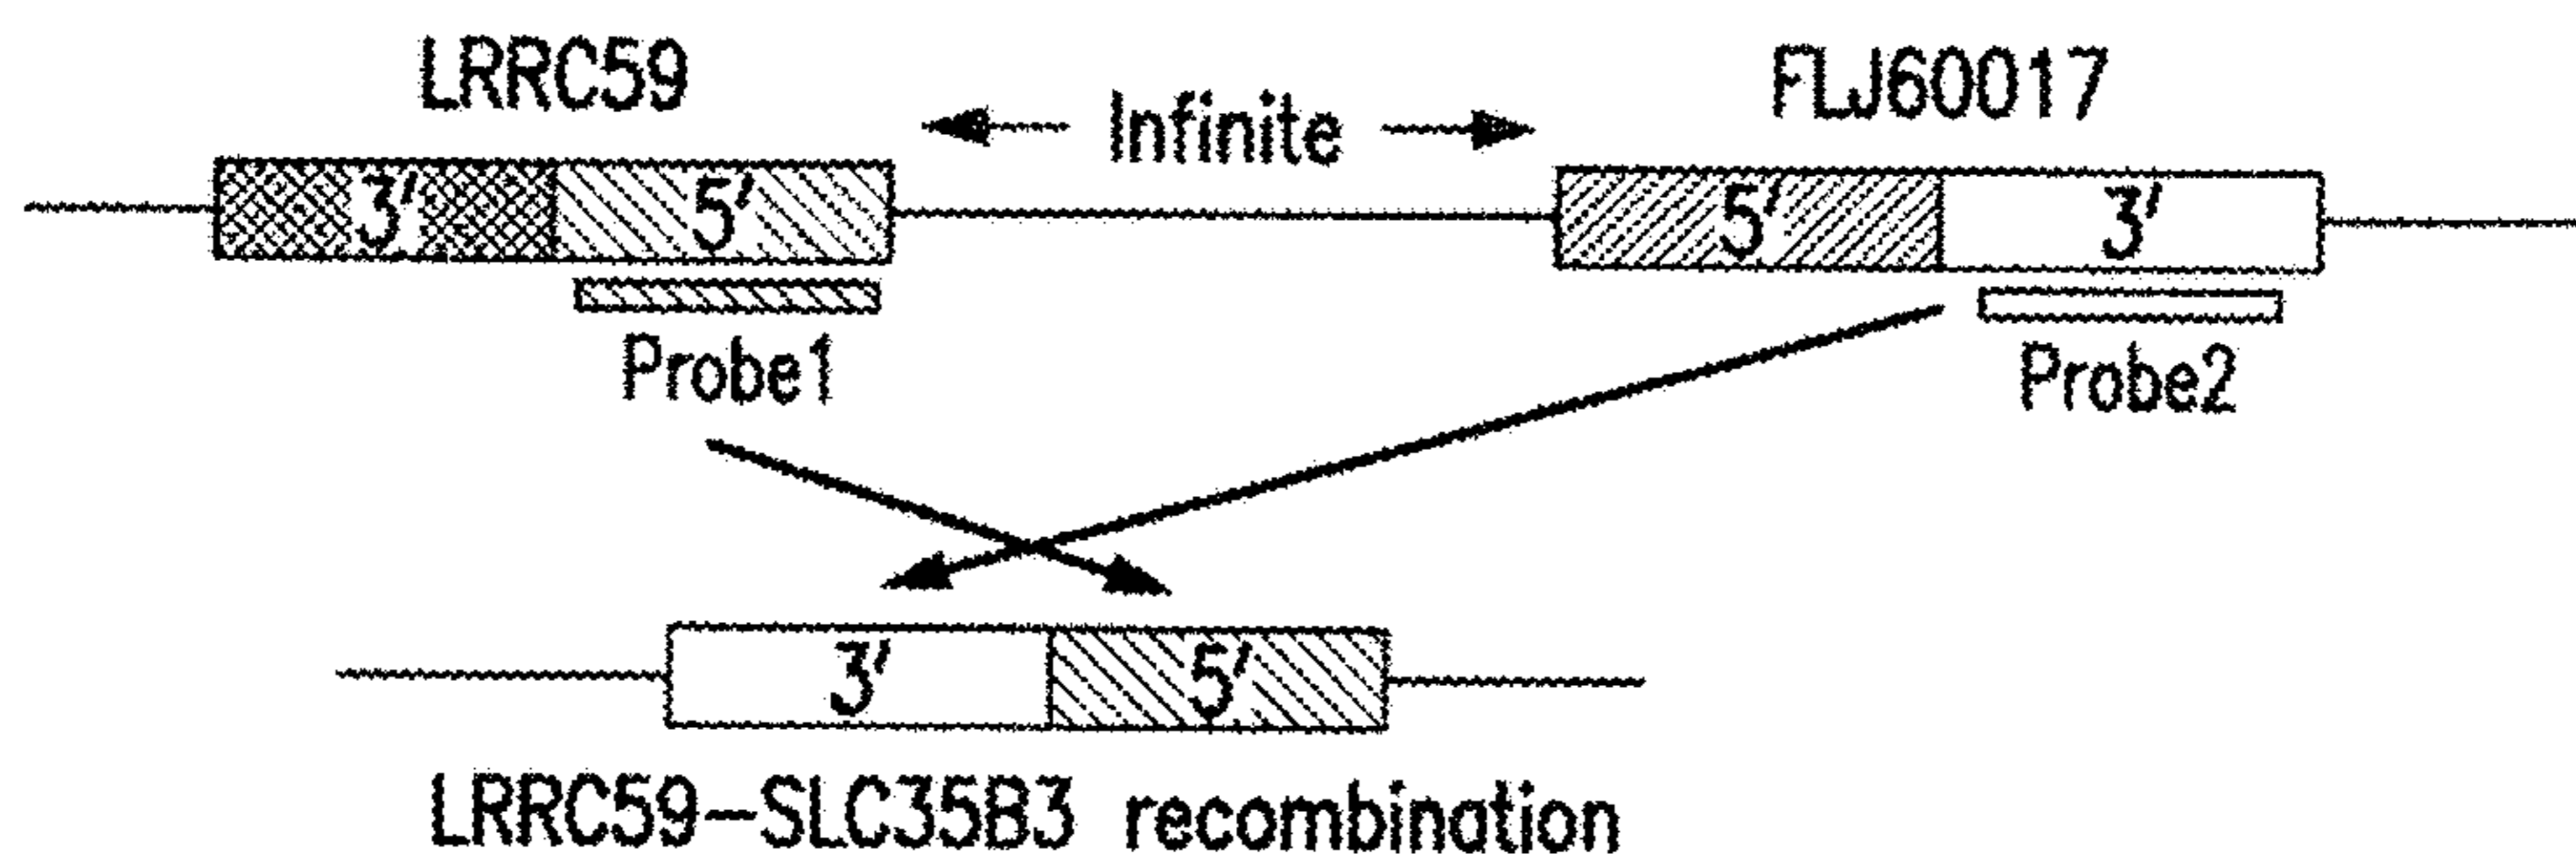 LRRC59
Infinite
FLJ60017
3' 5' 5' 3'
Probe1
Probe2
3' 5'
LRRC59-SLC35B3 recombination